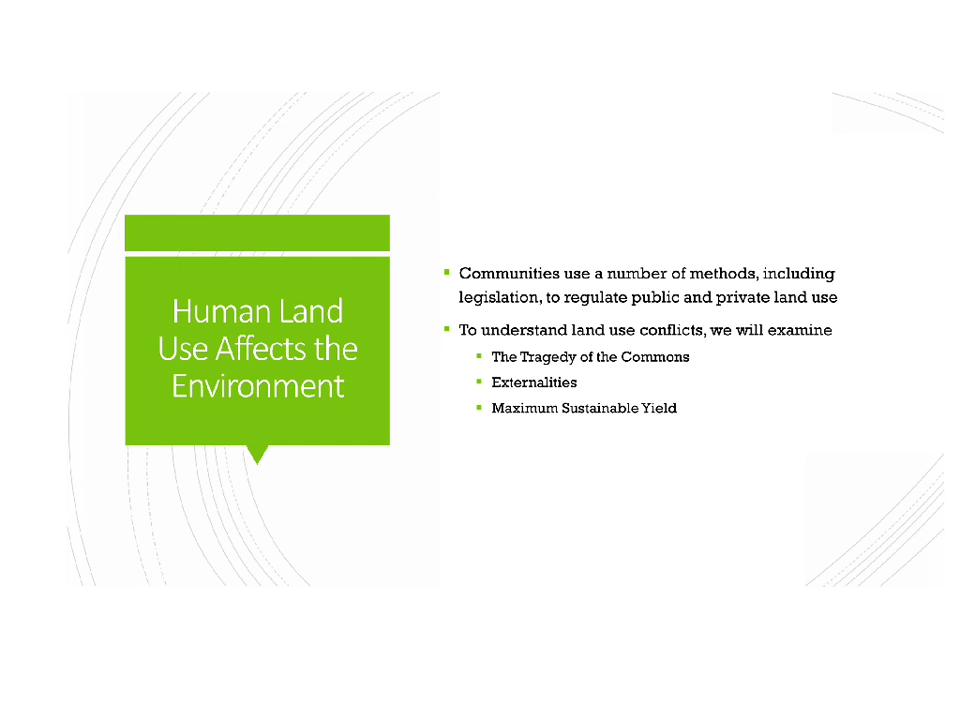 Human Land
Use Affects the
Environment
Communities use a number of methods, including
legislation, to regulate public and private land use
To understand land use conflicts, we will examine
The Tragedy of the Commons
Externalities
Maximum Sustainable Yield